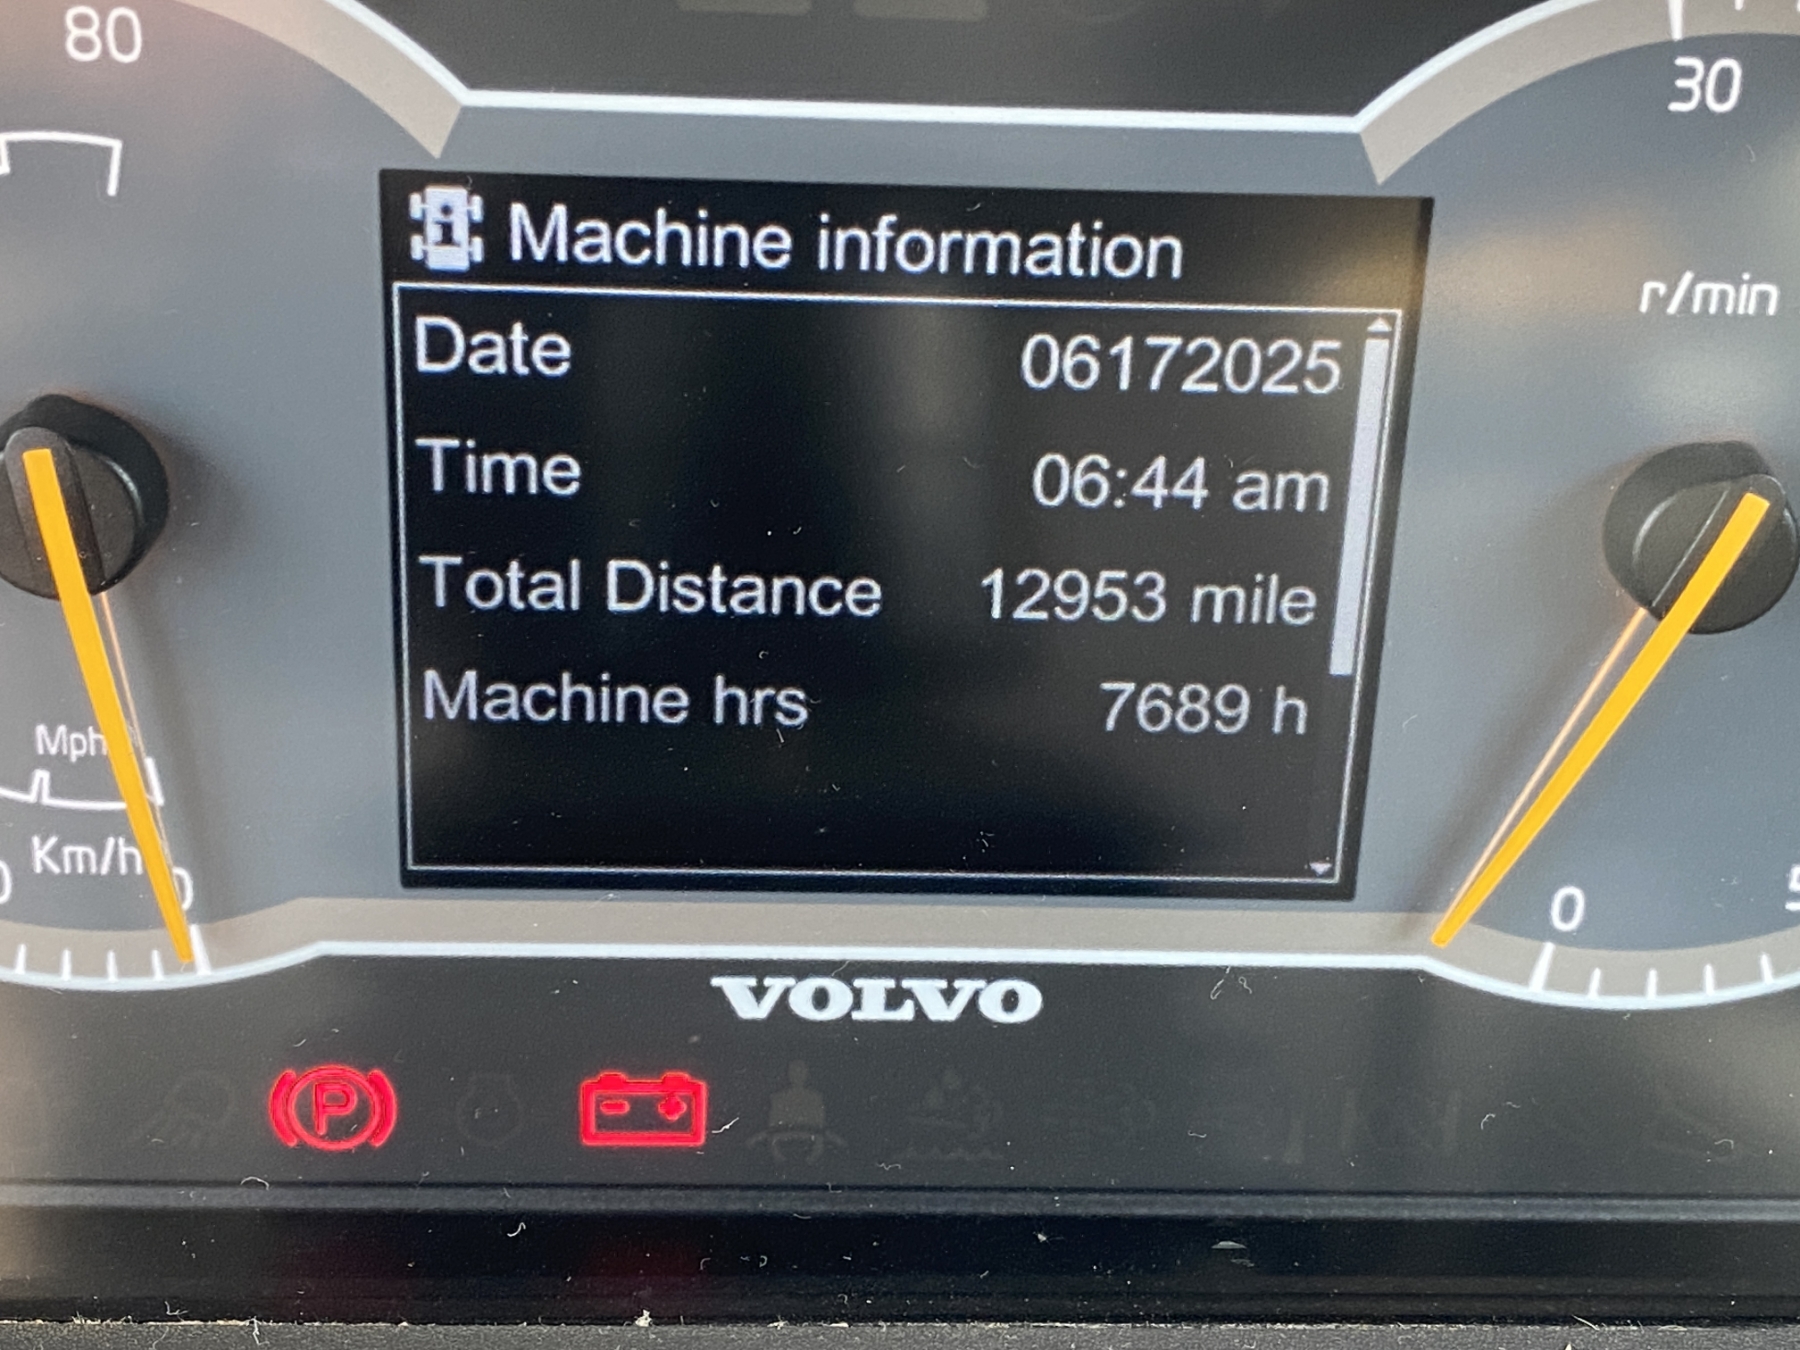 80
30
Machine information
r/min
Date 06172025
Time 06:44 am
Total Distance 12953 mile
Machine hrs 7689 h
Mph
Km/h
0
0
VOLVO
P